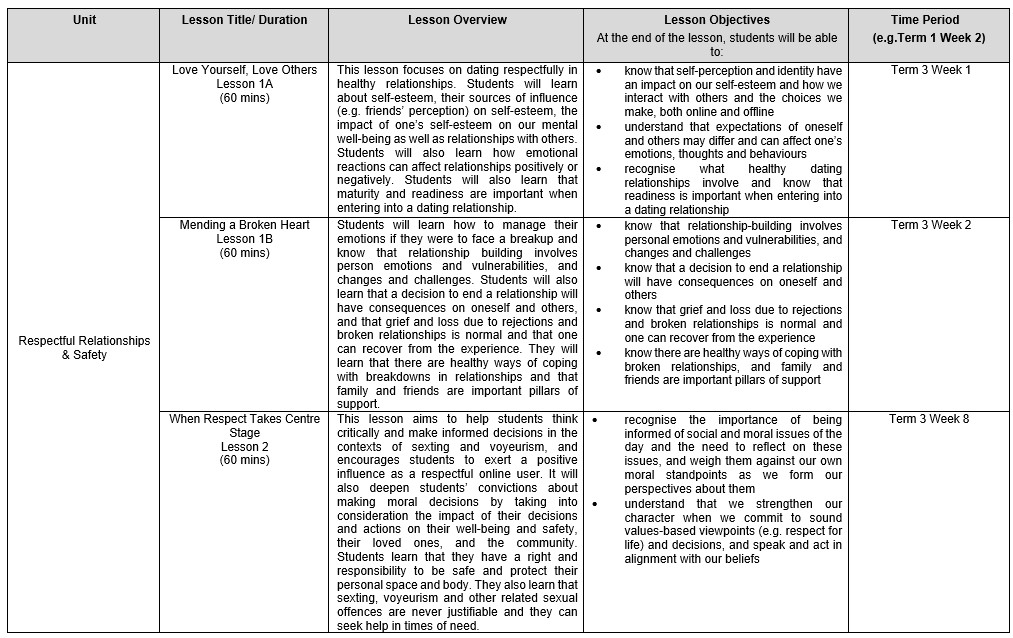 Unit
Lesson Title/ Duration
Lesson Overview
Lesson Objectives
At the end of the lesson, students will be able
to:
Time Period
(e.g.Term 1 Week 2)
Respectful Relationships
& Safety
Love Yourself, Love Others
Lesson 1A
(60 mins)
This lesson focuses on dating respectfully in
healthy relationships. Students will learn
about self-esteem, their sources of influence
(e.g. friends' perception) on self-esteem, the
impact of one's self-esteem on our mental
well-being as well as relationships with others.
Students will also learn how emotional
reactions can affect relationships positively or
negatively. Students will also learn that
maturity and readiness are important when
entering into a dating relationship.
• know that self-perception and identity have
an impact on our self-esteem and how we
interact with others and the choices we
make, both online and offline
• understand that expectations of oneself
and others may differ and can affect one's
emotions, thoughts and behaviours
• recognise what healthy dating
relationships involve and know that
readiness is important when entering into
a dating relationship
Term 3 Week 1
Mending a Broken Heart
Lesson 1B
(60 mins)
Students will learn how to manage their
emotions if they were to face a breakup and
know that relationship building involves
person emotions and vulnerabilities, and
changes and challenges. Students will also
learn that a decision to end a relationship will
have consequences on oneself and others,
and that grief and loss due to rejections and
broken relationships is normal and that one
can recover from the experience. They will
learn that there are healthy ways of coping
with breakdowns in relationships and that
family and friends are important pillars of
support.
• know that relationship-building involves
personal emotions and vulnerabilities, and
changes and challenges
• know that a decision to end a relationship
will have consequences on oneself and
others
• know that grief and loss due to rejections
and broken relationships is normal and
one can recover from the experience
• know there are healthy ways of coping with
broken relationships, and family and
friends are important pillars of support
Term 3 Week 2
When Respect Takes Centre
Stage
Lesson 2
(60 mins)
This lesson aims to help students think
critically and make informed decisions in the
contexts of sexting and voyeurism, and
encourages students to exert a positive
influence as a respectful online user. It will
also deepen students' convictions about
making moral decisions by taking into
consideration the impact of their decisions
and actions on their well-being and safety,
their loved ones, and the community.
Students learn that they have a right and
responsibility to be safe and protect their
personal space and body. They also learn that
sexting, voyeurism and other related sexual
offences are never justifiable and they can
seek help in times of need.
• recognise the importance of being
informed of social and moral issues of the
day and the need to reflect on these
issues, and weigh them against our own
moral standpoints as we form our
perspectives about them
• understand that we strengthen our
character when we commit to sound
values-based viewpoints (e.g. respect for
life) and decisions, and speak and act in
alignment with our beliefs
Term 3 Week 8